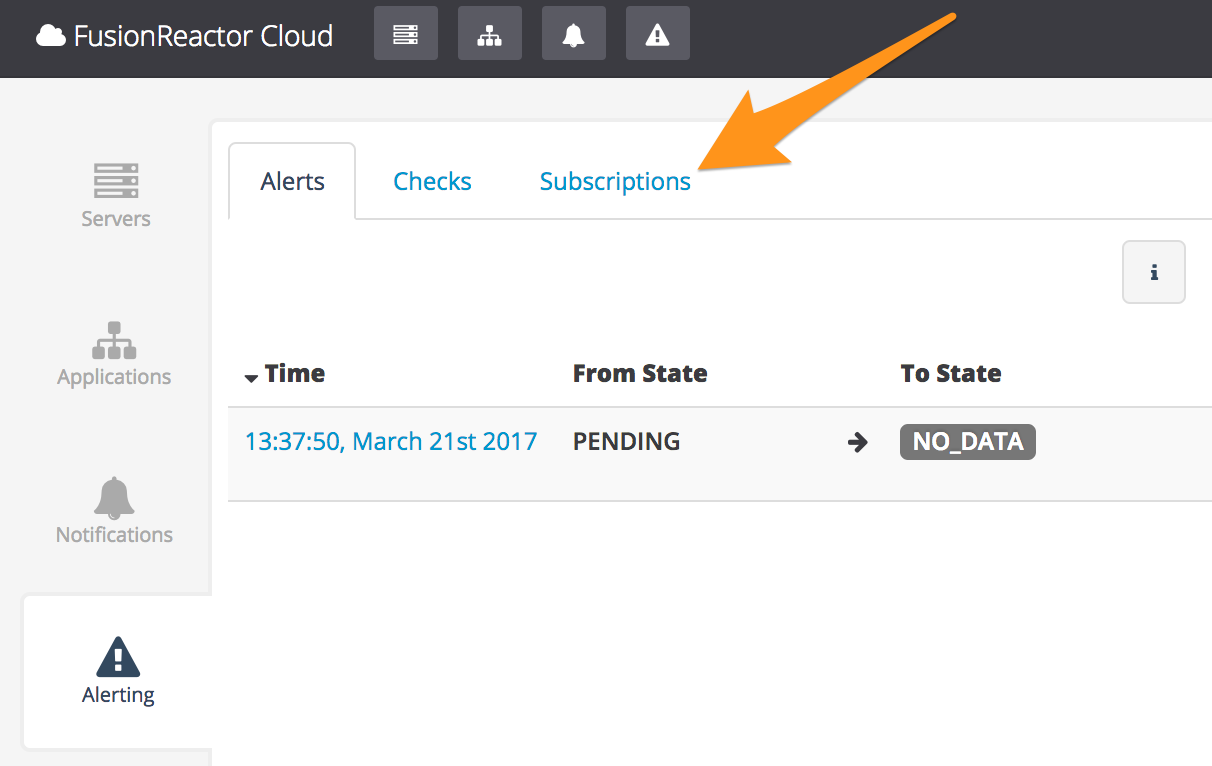 FusionReactor Cloud
Servers
Applications
Notifications
Alerting
Alerts Checks Subscriptions
Time From State To State
13:37:50, March 21st 2017 PENDING NO_DATA